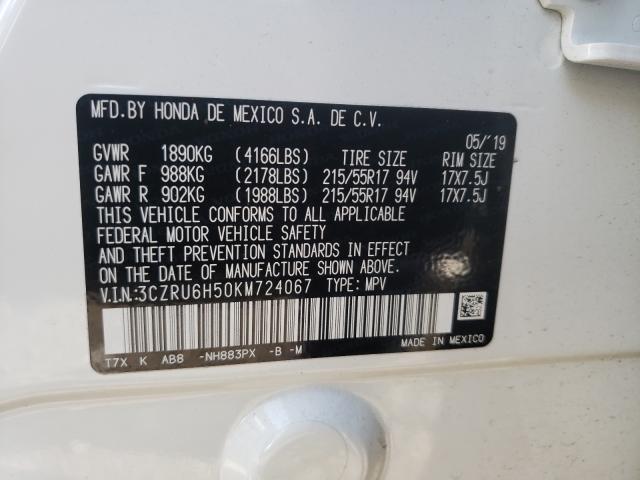 MFD.BY HONDA DE MEXICO S.A. DE C.V.
05/'19
GVWR 1890KG (4166LBS) TIRE SIZE RIM SIZE
GAWR F 988KG (2178LBS) 215/55R17 94V 17X7.5J
GAWR R 902KG (1988LBS) 215/55R17 94V 17X7.5J
THIS VEHICLE CONFORMS TO ALL APPLICABLE
FEDERAL MOTOR VEHICLE SAFETY
AND THEFT PREVENTION STANDARDS IN EFFECT
ON THE DATE OF MANUFACTURE SHOWN ABOVE.
V.I.N:3CZRU6H50KM724067 TYPE: MPV
T7X K AB8 -NH883PX -B -M
MADE IN MEXICO